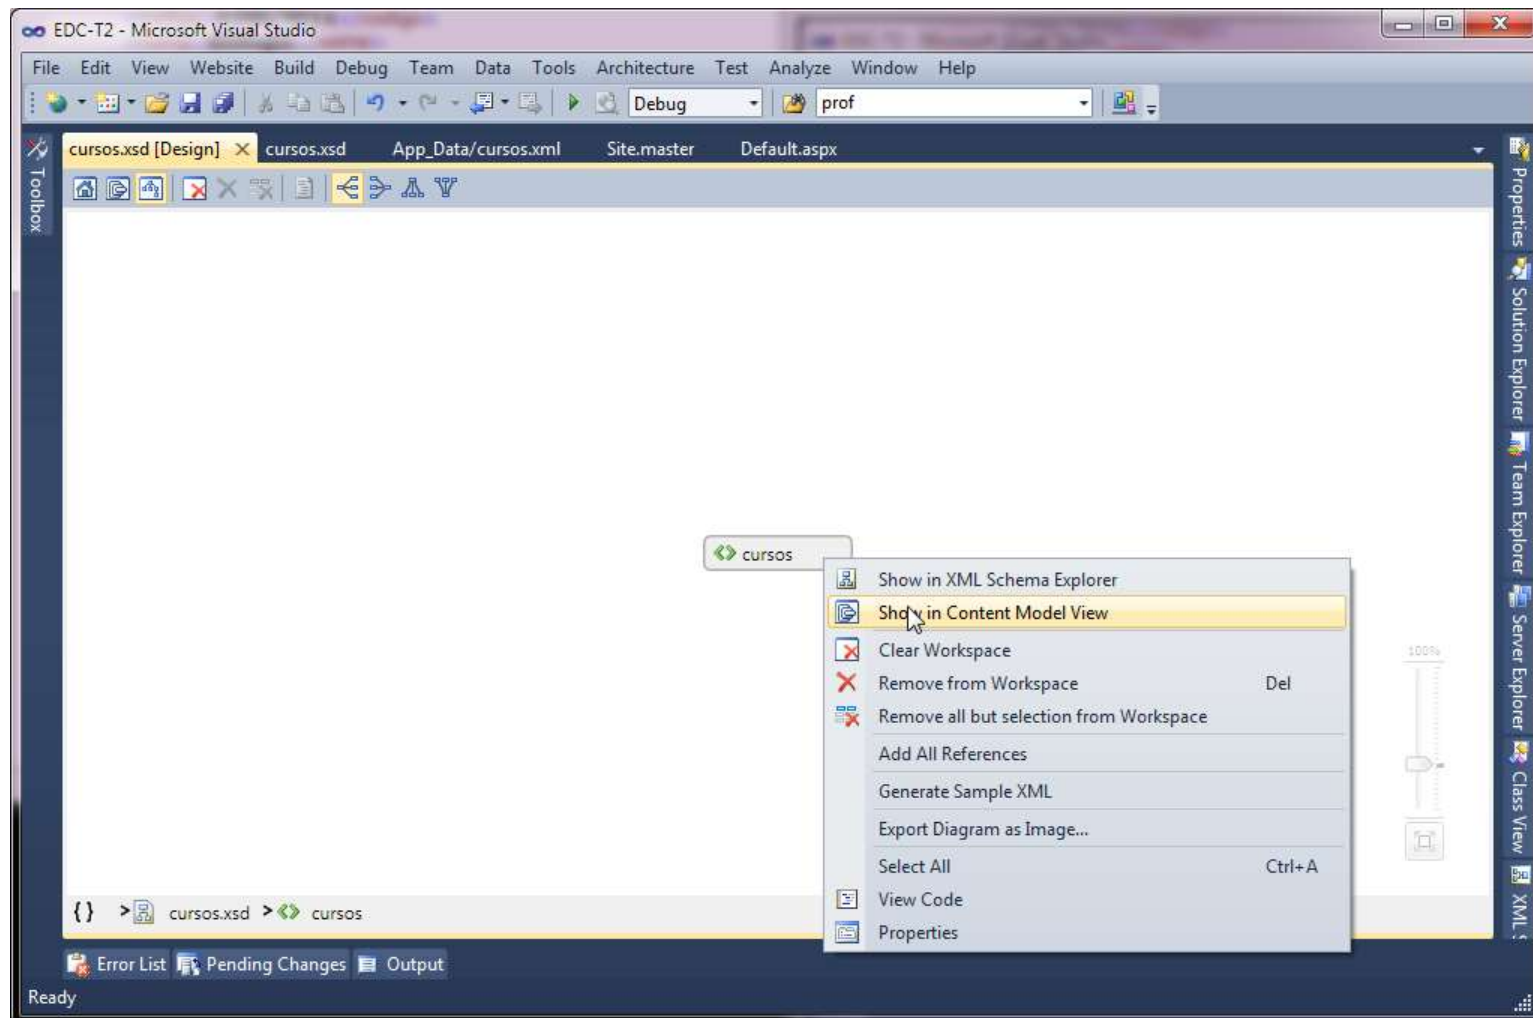 EDC-T2 - Microsoft Visual Studio
File Edit View Website Build Debug Team Data Tools Architecture Test Analyze Window Help
Debug prof
cursos.xsd [Design] cursos.xsd App_Data/cursos.xml Site.master Default.aspx
Toolbox
Properties
Solution Explorer
Team Explorer
Server Explorer
Class View
cursos
Show in XML Schema Explorer
Show in Content Model View
Clear Workspace
Remove from Workspace Del
Remove all but selection from Workspace
Add All References
Generate Sample XML
Export Diagram as Image...
Select All Ctrl+A
View Code
Properties
100%
{ } > cursos.xsd > cursos
Error List Pending Changes Output
Ready